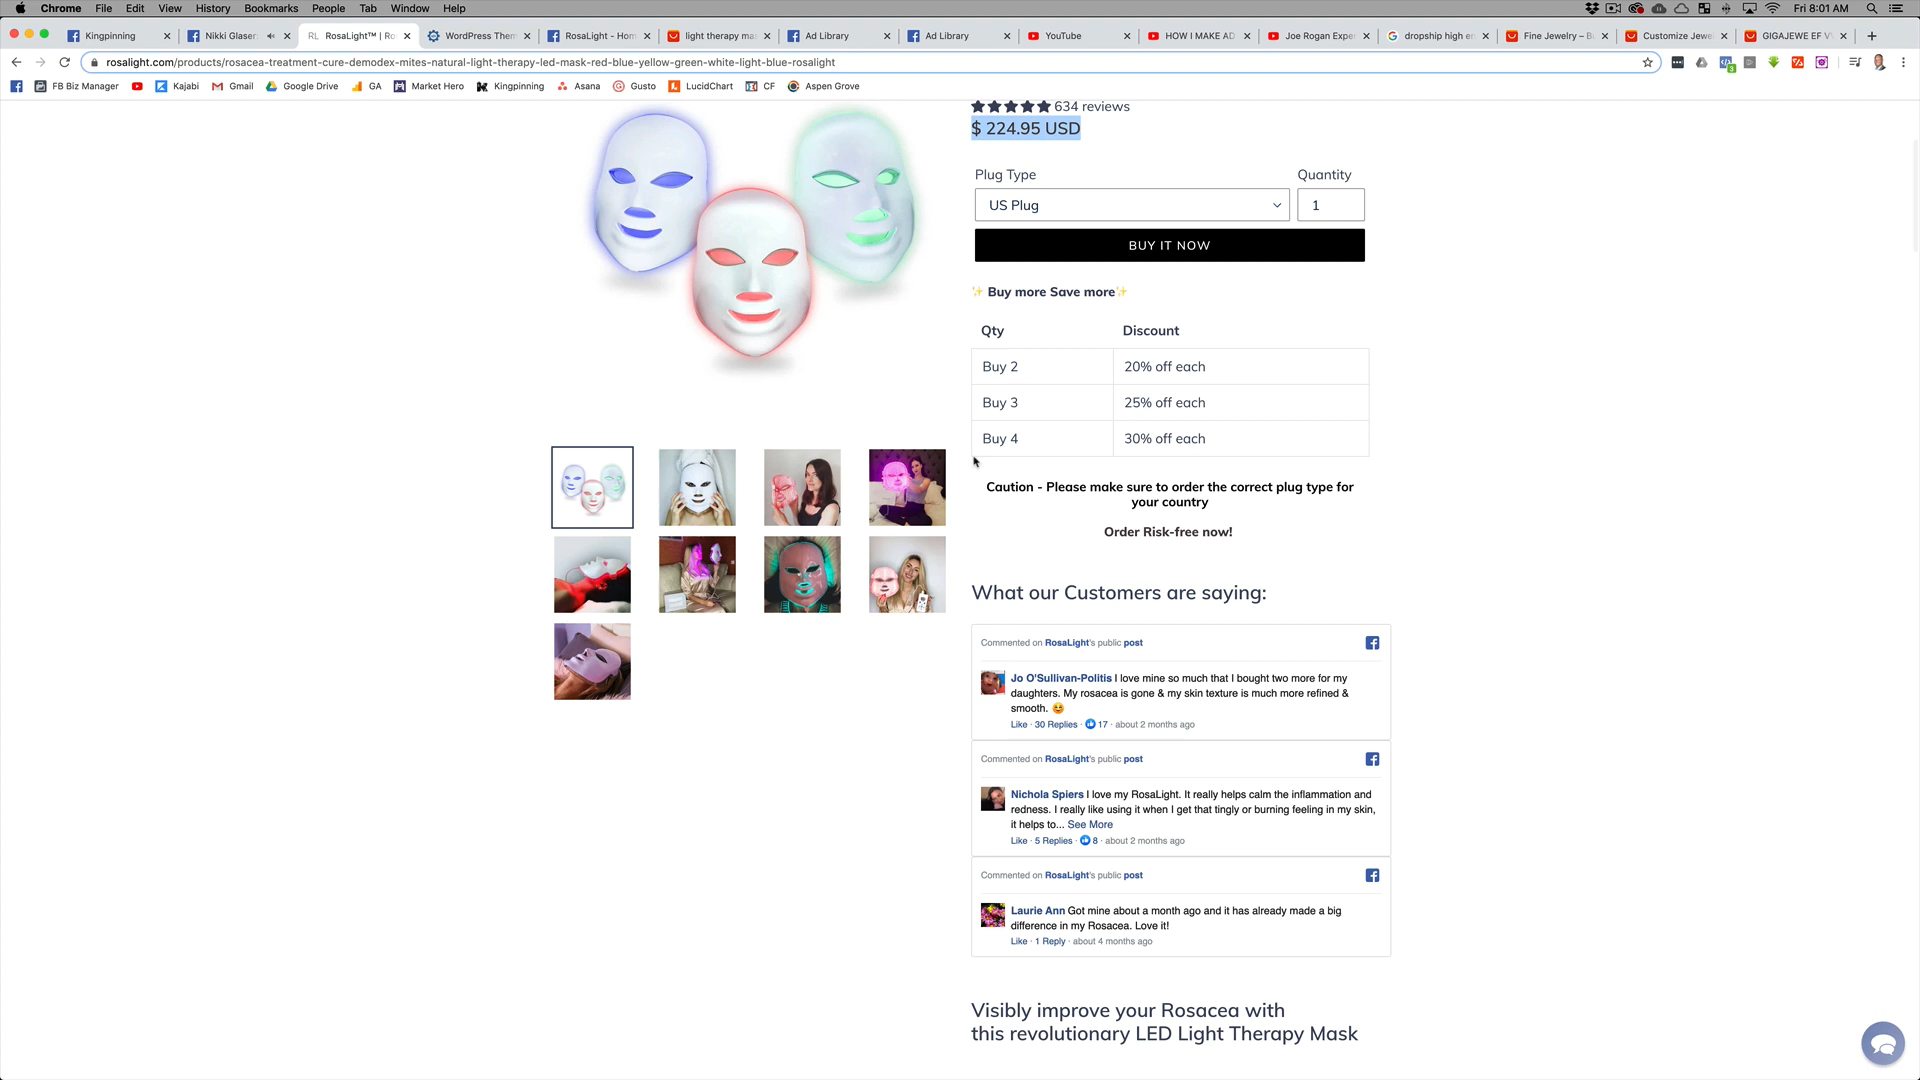 Chrome File Edit View History Bookmarks People Tab Window Help Fri 8:01 AM
Kingpinning Nikki Glaser: RL RosaLight™ | Ro WordPress Them RosaLight - Hom light therapy ma Ad Library Ad Library YouTube HOW I MAKE AD Joe Rogan Expe dropship high en Fine Jewelry – B Customize Jewe GIGAJEWE EF V
rosalight.com/products/rosacea-treatment-cure-demodex-mites-natural-light-therapy-led-mask-red-blue-yellow-green-white-light-blue-rosalight
FB Biz Manager Kajabi Gmail Google Drive GA Market Hero Kingpinning Asana Gusto LucidChart CF Aspen Grove
634 reviews
$ 224.95 USD
Plug Type Quantity
US Plug 1
BUY IT NOW
✨ Buy more Save more✨
Qty Discount
Buy 2 20% off each
Buy 3 25% off each
Buy 4 30% off each
Caution - Please make sure to order the correct plug type for
your country
Order Risk-free now!
What our Customers are saying:
Commented on RosaLight's public post
Jo O'Sullivan-Politis I love mine so much that I bought two more for my
daughters. My rosacea is gone & my skin texture is much more refined &
smooth. 😊
Like · 30 Replies · 17 · about 2 months ago
Commented on RosaLight's public post
Nichola Spiers I love my RosaLight. It really helps calm the inflammation and
redness. I really like using it when I get that tingly or burning feeling in my skin,
it helps to... See More
Like · 5 Replies · 8 · about 2 months ago
Commented on RosaLight's public post
Laurie Ann Got mine about a month ago and it has already made a big
difference in my Rosacea. Love it!
Like · 1 Reply · about 4 months ago
Visibly improve your Rosacea with
this revolutionary LED Light Therapy Mask